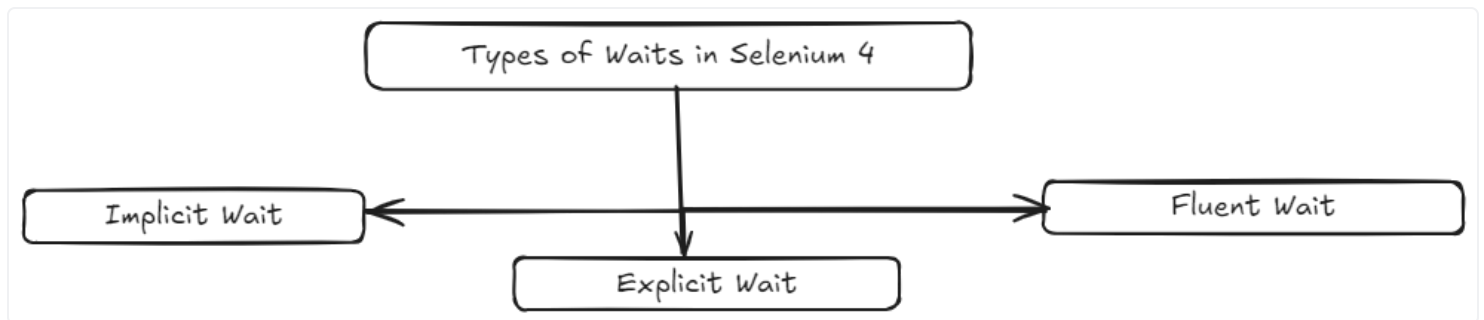 Types of Waits in Selenium 4
Implicit Wait
Fluent Wait
Explicit Wait